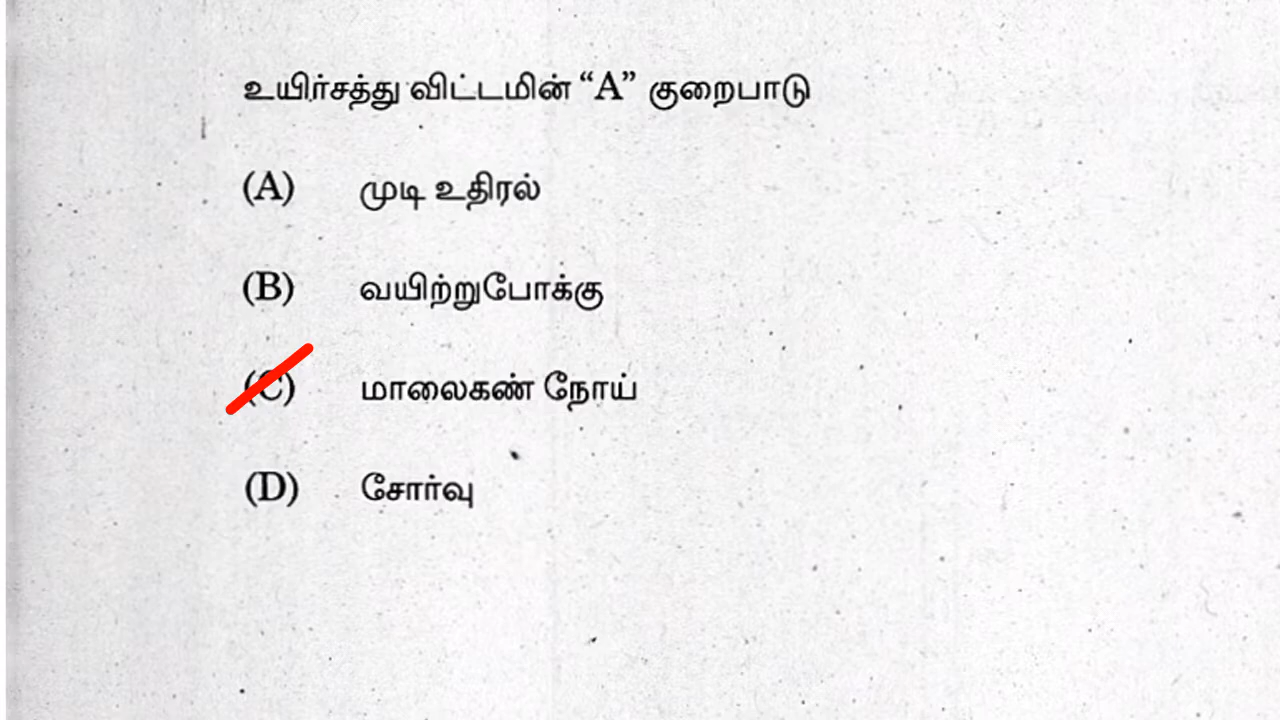 உயிர்சத்து விட்டமின் “A” குறைபாடு
(A) முடி உதிரல்
(B) வயிற்றுபோக்கு
(C) மாலைகண் நோய்
(D) சோர்வு